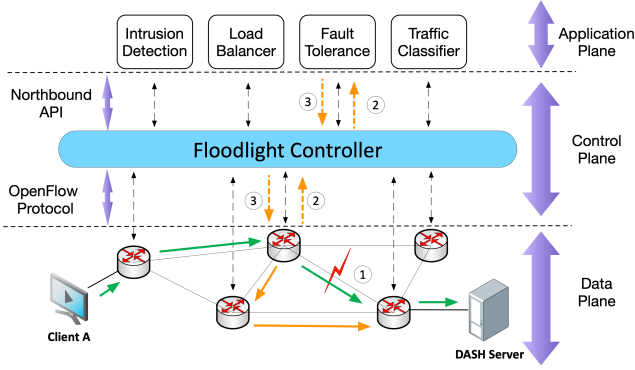 Intrusion
Detection
Load
Balancer
Fault
Tolerance
Traffic
Classifier
Application
Plane
Northbound
API
3
2
Floodlight Controller
Control
Plane
OpenFlow
Protocol
3
2
1
Data
Plane
Client A
DASH Server